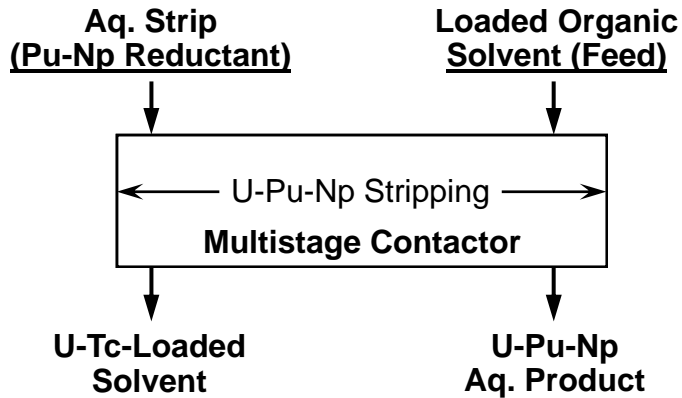 Aq. Strip
(Pu-Np Reductant)
Loaded Organic
Solvent (Feed)
U-Pu-Np Stripping
Multistage Contactor
U-Tc-Loaded
Solvent
U-Pu-Np
Aq. Product